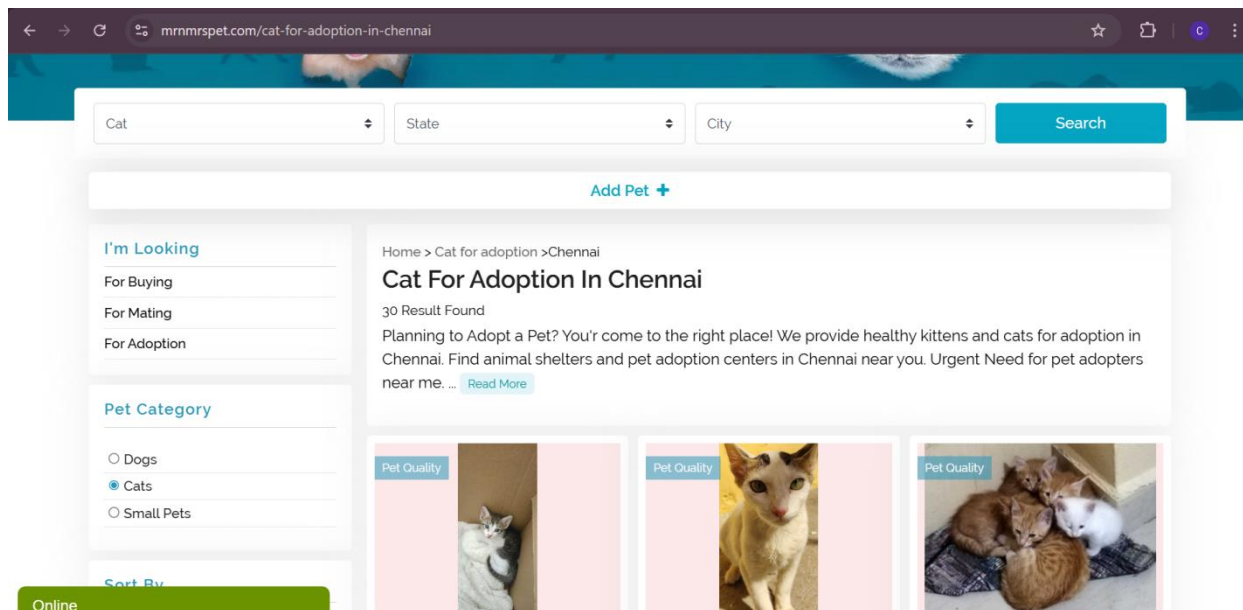 mrnmrspet.com/cat-for-adoption-in-chennai
C
Cat
State
City
Search
Add Pet +
I'm Looking
For Buying
For Mating
For Adoption
Pet Category
Dogs
Cats
Small Pets
Sort By
Online
Home > Cat for adoption >Chennai
Cat For Adoption In Chennai
30 Result Found
Planning to Adopt a Pet? You'r come to the right place! We provide healthy kittens and cats for adoption in
Chennai. Find animal shelters and pet adoption centers in Chennai near you. Urgent Need for pet adopters
near me. ... Read More
Pet Quality
Pet Quality
Pet Quality